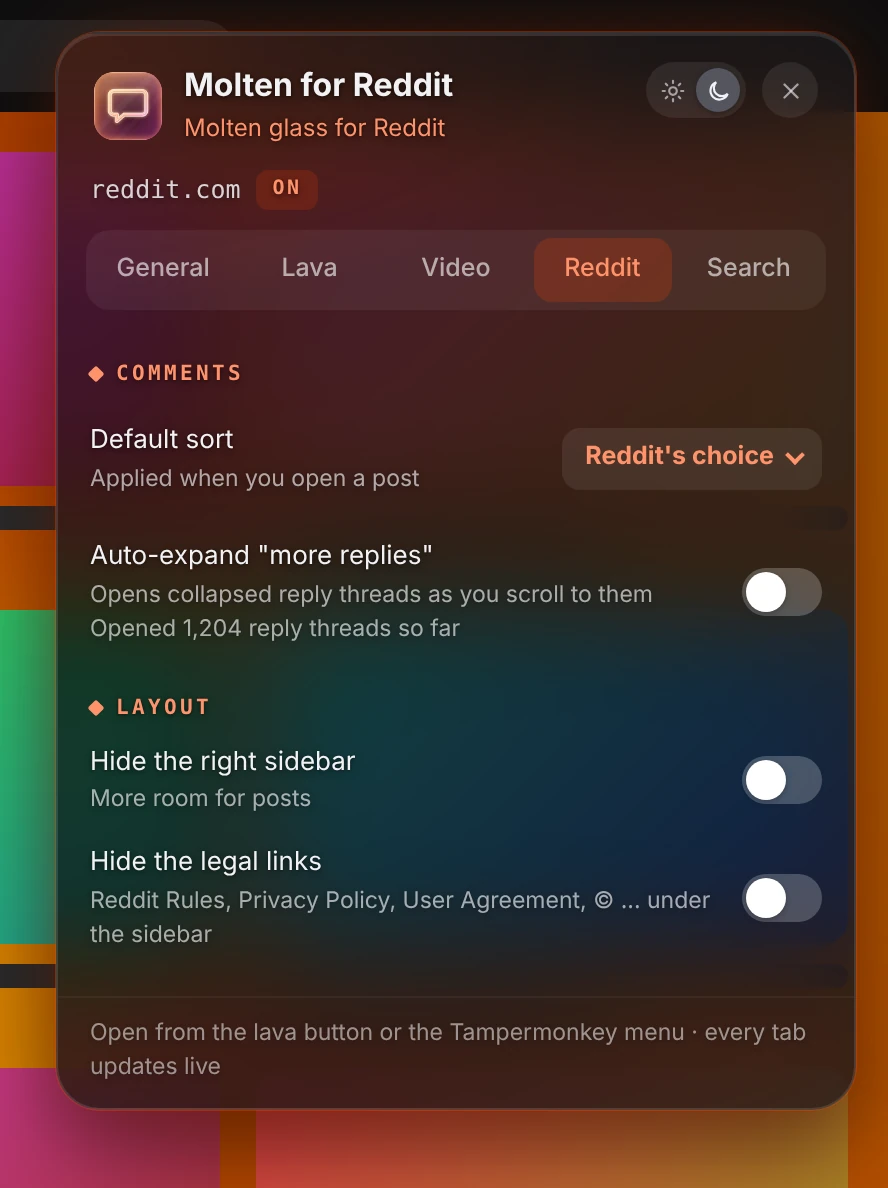 Molten for Reddit
Molten glass for Reddit
reddit.com ON
General Lava Video Reddit Search
COMMENTS
Default sort
Reddit's choice
Applied when you open a post
Auto-expand "more replies"
Opens collapsed reply threads as you scroll to them
Opened 1,204 reply threads so far
LAYOUT
Hide the right sidebar
More room for posts
Hide the legal links
Reddit Rules, Privacy Policy, User Agreement, © ... under
the sidebar
Open from the lava button or the Tampermonkey menu · every tab
updates live